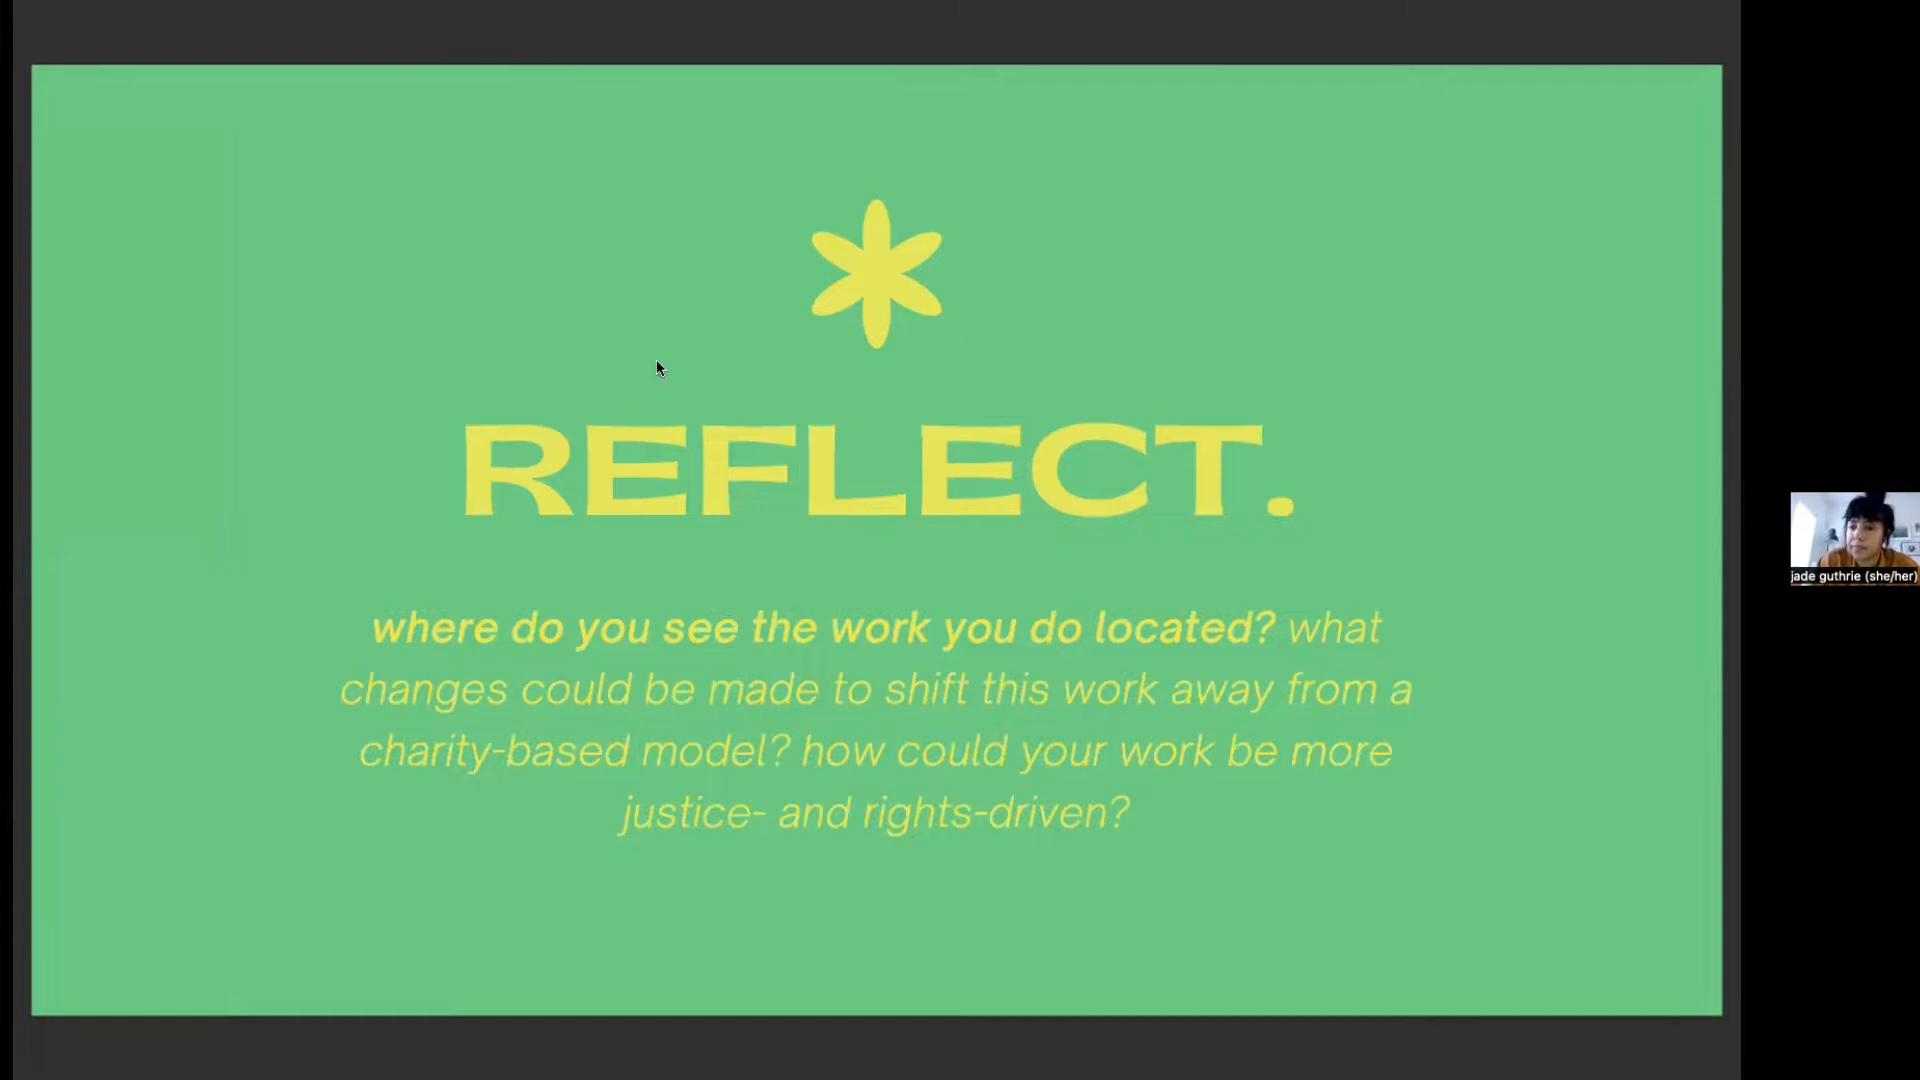 REFLECT.
where do you see the work you do located? what
changes could be made to shift this work away from a
charity-based model? how could your work be more
justice- and rights-driven?
jade guthrie (she/her)